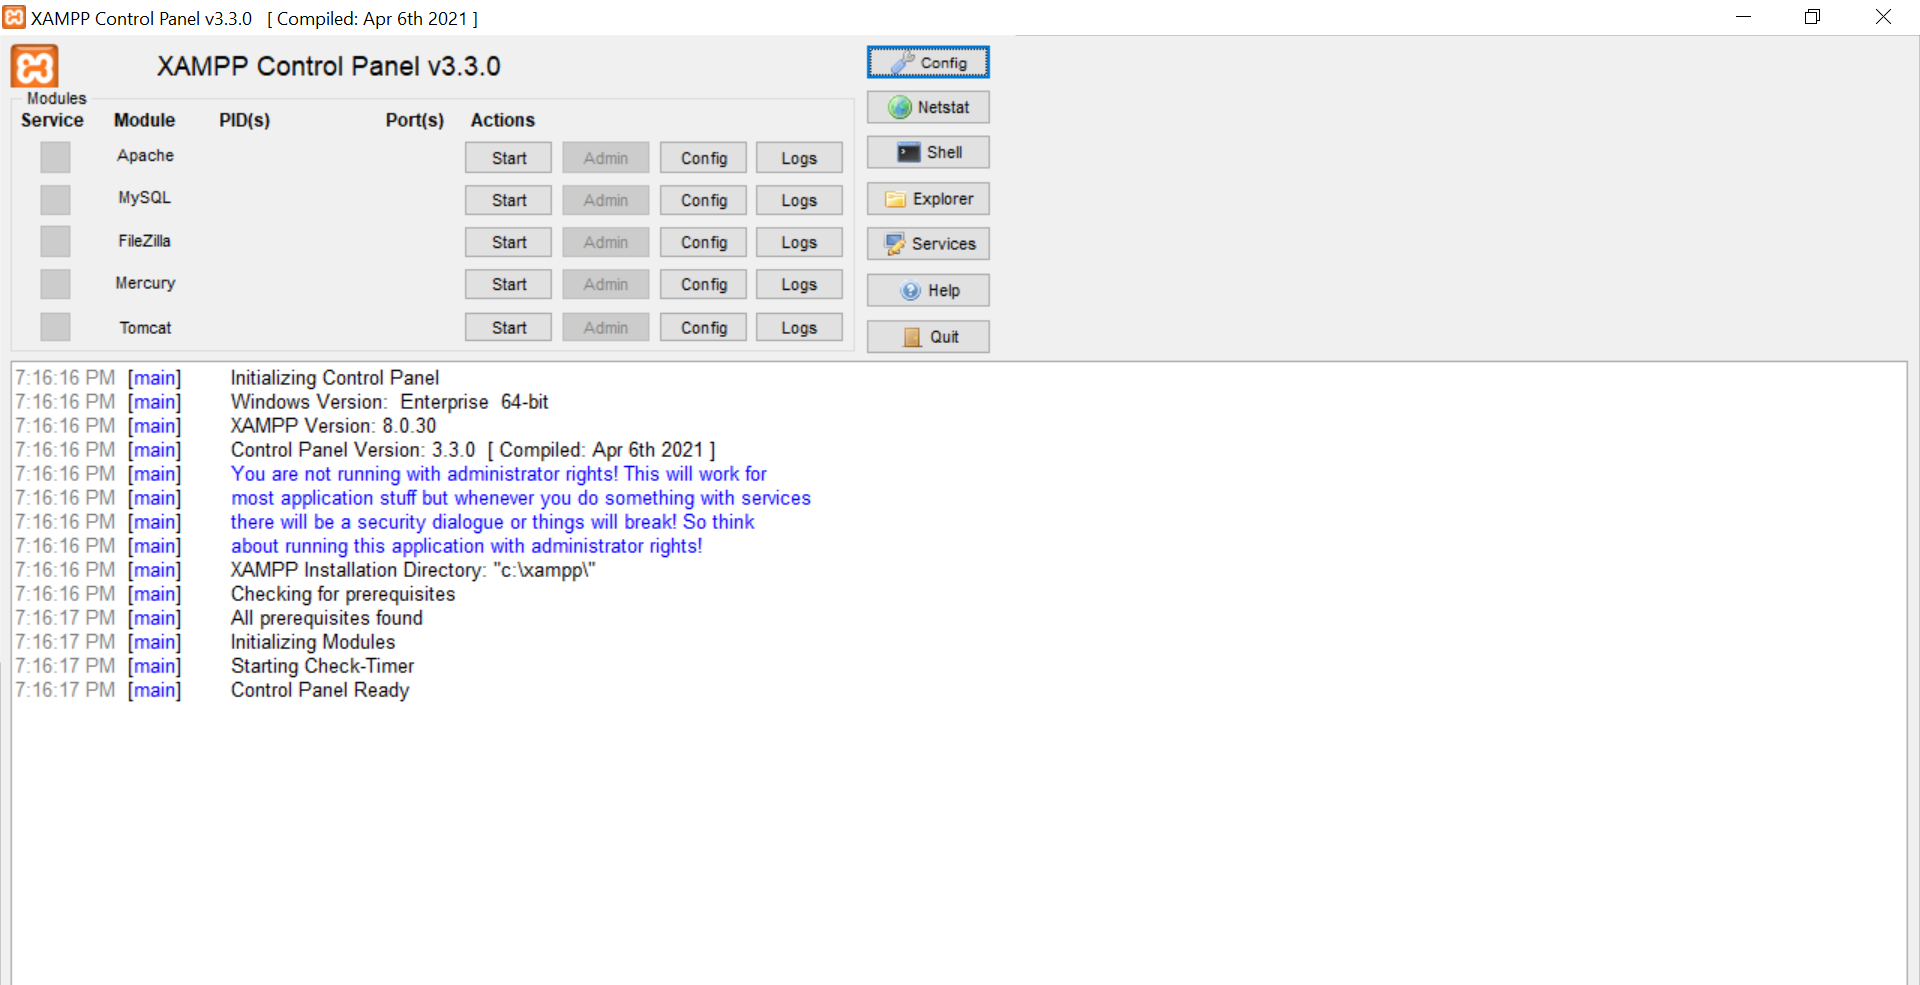 XAMPP Control Panel v3.3.0 [ Compiled: Apr 6th 2021 ]
XAMPP Control Panel v3.3.0
Config
Modules
Netstat
Service Module PID(s) Port(s) Actions
Apache Start Admin Config Logs
Shell
MySQL Start Admin Config Logs
Explorer
FileZilla Start Admin Config Logs
Services
Mercury Start Admin Config Logs
Help
Tomcat Start Admin Config Logs
Quit
7:16:16 PM [main] Initializing Control Panel
7:16:16 PM [main] Windows Version: Enterprise 64-bit
7:16:16 PM [main] XAMPP Version: 8.0.30
7:16:16 PM [main] Control Panel Version: 3.3.0 [ Compiled: Apr 6th 2021 ]
7:16:16 PM [main] You are not running with administrator rights! This will work for
7:16:16 PM [main] most application stuff but whenever you do something with services
7:16:16 PM [main] there will be a security dialogue or things will break! So think
7:16:16 PM [main] about running this application with administrator rights!
7:16:16 PM [main] XAMPP Installation Directory: "c:\xampp\"
7:16:16 PM [main] Checking for prerequisites
7:16:17 PM [main] All prerequisites found
7:16:17 PM [main] Initializing Modules
7:16:17 PM [main] Starting Check-Timer
7:16:17 PM [main] Control Panel Ready